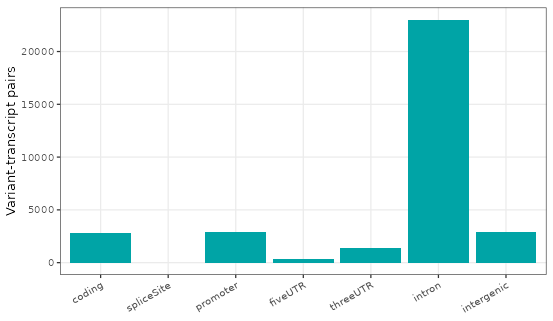 Variant-transcript pairs
20000
15000
10000
5000
0
coding
spliceSite
promoter
fiveUTR
threeUTR
intron
intergenic